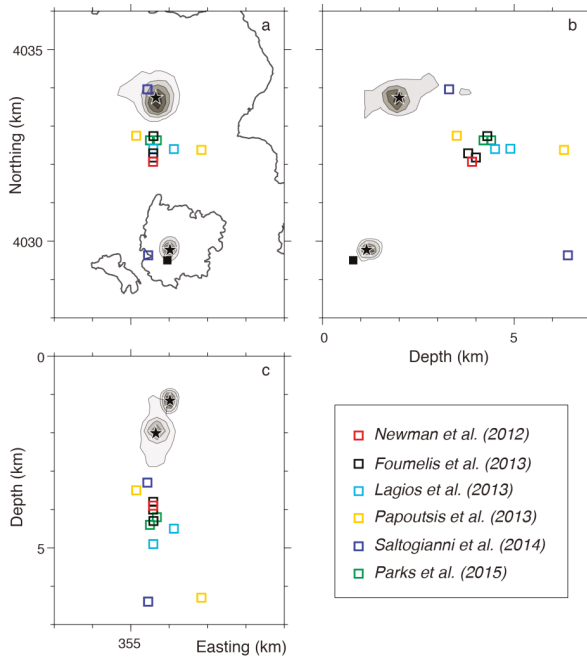 a
b
4035
4030
Northing (km)
0
5
Depth (km)
c
0
5
Depth (km)
355
Easting (km)
Newman et al. (2012)
Foumelis et al. (2013)
Lagios et al. (2013)
Papoutsis et al. (2013)
Saltogianni et al. (2014)
Parks et al. (2015)